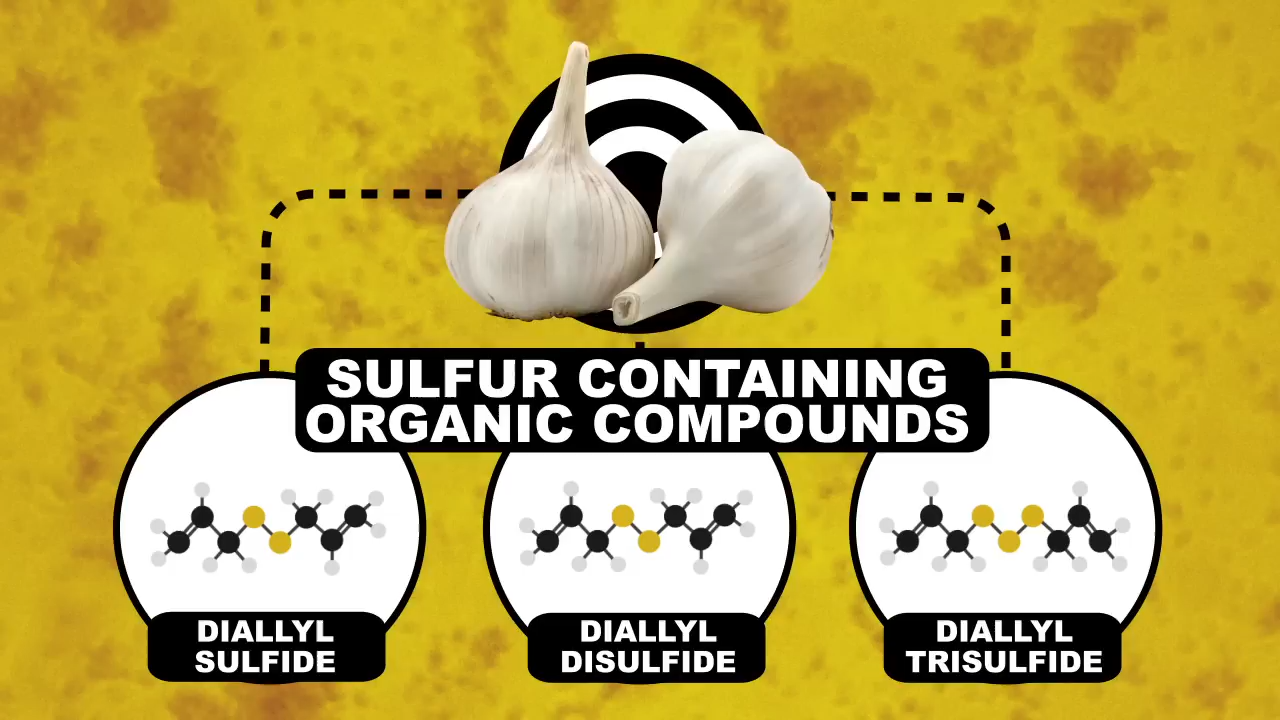 SULFUR CONTAINING
ORGANIC COMPOUNDS
DIALLYL
SULFIDE
DIALLYL
DISULFIDE
DIALLYL
TRISULFIDE